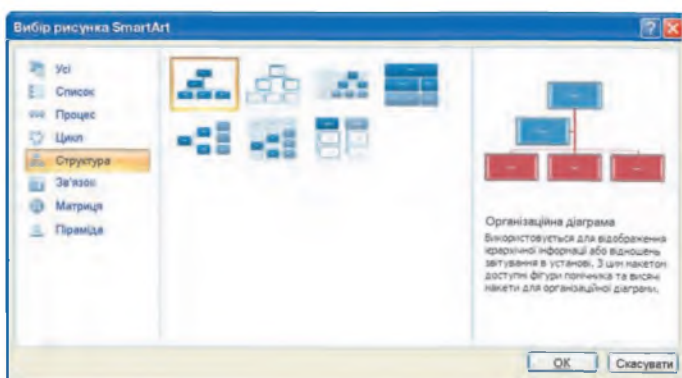 Вибір рисунка SmartArt
Усі
Список
Процес
Цикл
Структура
Зв'язок
Матриця
Піраміда
Організаційна діаграма
Використовується для відображення
ієрархічної інформації або відношень
звітування в установі. З цим макетом
доступні фігури помічника та висячі
макети для організаційної діаграми.
ОК
Скасувати